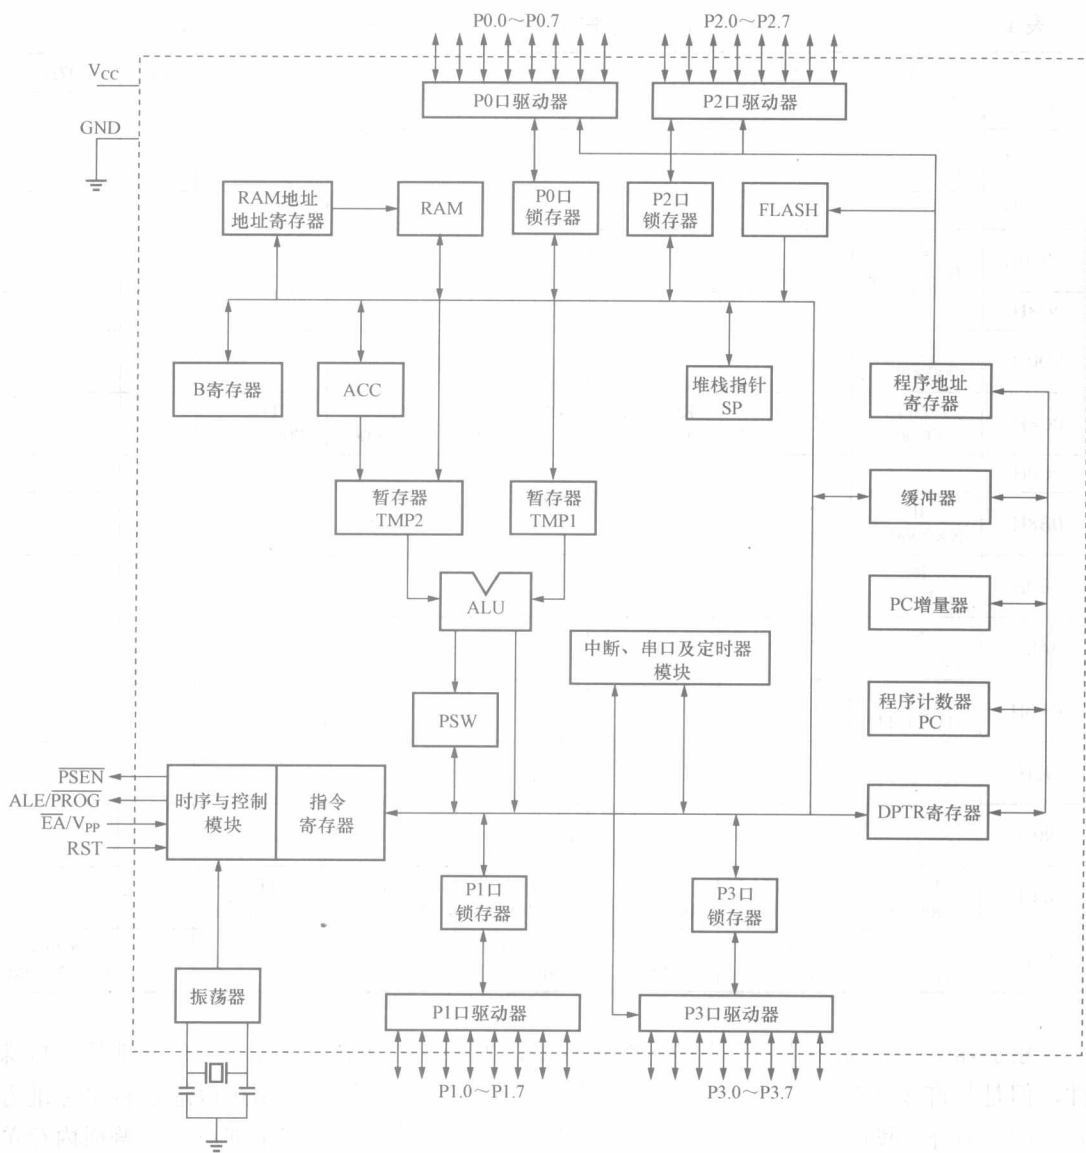 P0.0～P0.7
P2.0～P2.7
VCC
P0口驱动器
P2口驱动器
GND
RAM地址
地址寄存器
RAM
P0口
锁存器
P2口
锁存器
FLASH
B寄存器
ACC
堆栈指针
SP
程序地址
寄存器
暂存器
TMP2
暂存器
TMP1
缓冲器
ALU
PC增量器
中断、串口及定时器
模块
PSW
程序计数器
PC
PSEN
ALE/PROG
EA/VPP
RST
时序与控制
模块
指令
寄存器
DPTR寄存器
P1口
锁存器
P3口
锁存器
振荡器
P1口驱动器
P3口驱动器
P1.0～P1.7
P3.0～P3.7